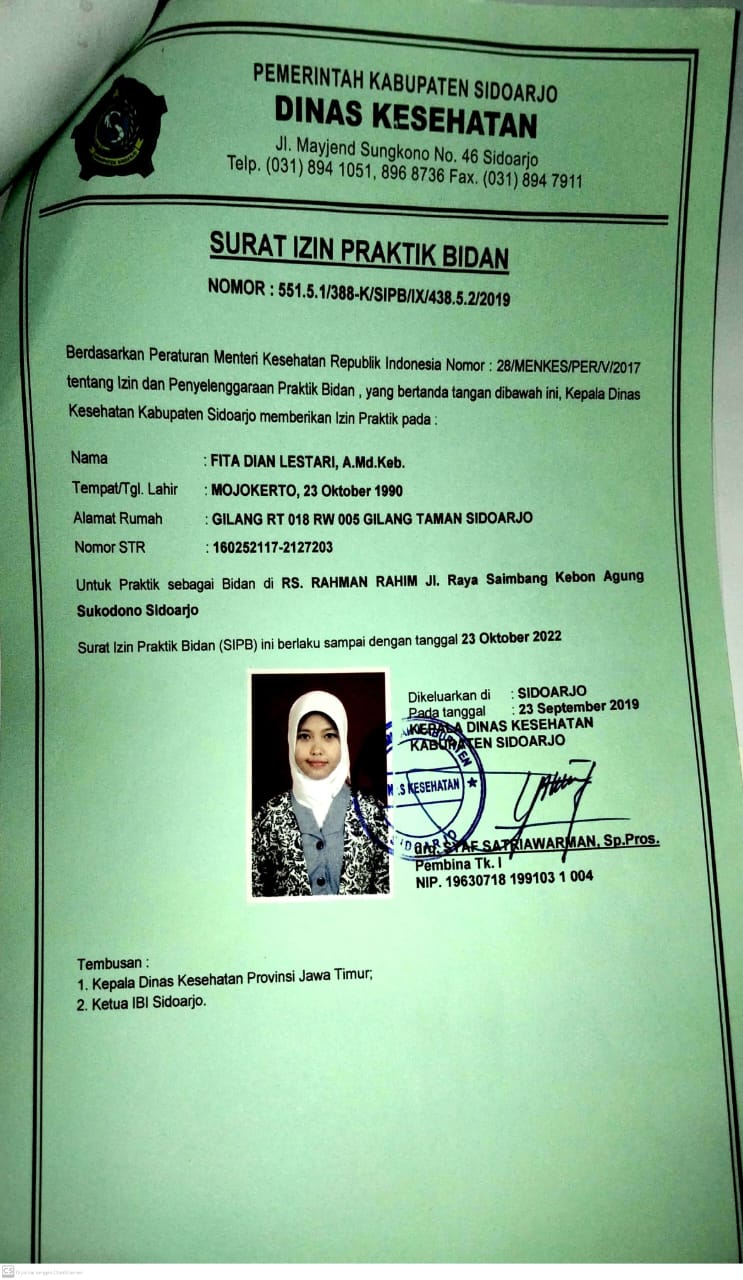 PEMERINTAH KABUPATEN SIDOARJO
DINAS KESEHATAN
Jl. Mayjend Sungkono No. 46 Sidoarjo
Telp. (031) 894 1051, 896 8736 Fax. (031) 894 7911
SURAT IZIN PRAKTIK BIDAN
NOMOR : 551.5.1/388-K/SIPB/IX/438.5.2/2019
Berdasarkan Peraturan Menteri Kesehatan Republik Indonesia Nomor : 28/MENKES/PER/V/2017
tentang Izin dan Penyelenggaraan Praktik Bidan , yang bertanda tangan dibawah ini, Kepala Dinas
Kesehatan Kabupaten Sidoarjo memberikan Izin Praktik pada :
Nama : FITA DIAN LESTARI, A.Md.Keb.
Tempat/Tgl. Lahir : MOJOKERTO, 23 Oktober 1990
Alamat Rumah : GILANG RT 018 RW 005 GILANG TAMAN SIDOARJO
Nomor STR : 160252117-2127203
Untuk Praktik sebagai Bidan di RS. RAHMAN RAHIM Jl. Raya Saimbang Kebon Agung
Sukodono Sidoarjo
Surat Izin Praktik Bidan (SIPB) ini berlaku sampai dengan tanggal 23 Oktober 2022
Dikeluarkan di : SIDOARJO
Pada tanggal : 23 September 2019
KEPALA DINAS KESEHATAN
KABUPATEN SIDOARJO
KESEHATAN
SIDOARJO
drg. SYAF SATRIAWARMAN, Sp.Pros.
Pembina Tk. I
NIP. 19630718 199103 1 004
Tembusan :
1. Kepala Dinas Kesehatan Provinsi Jawa Timur;
2. Ketua IBI Sidoarjo.
CS